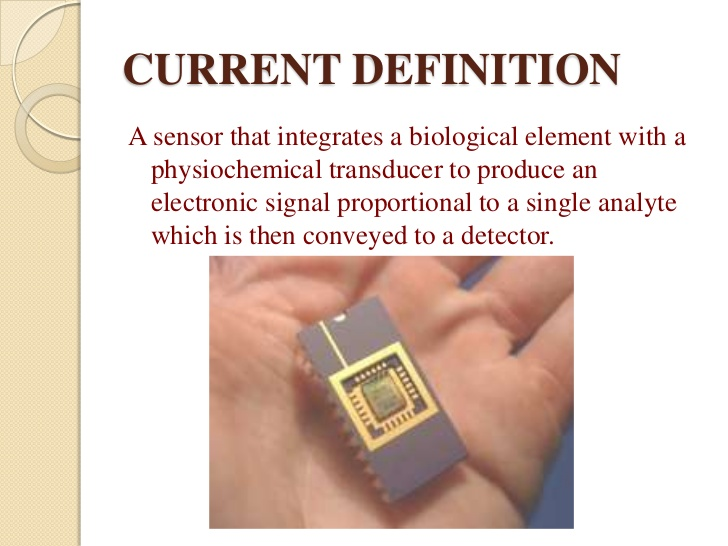 CURRENT DEFINITION
A sensor that integrates a biological element with a
physiochemical transducer to produce an
electronic signal proportional to a single analyte
which is then conveyed to a detector.